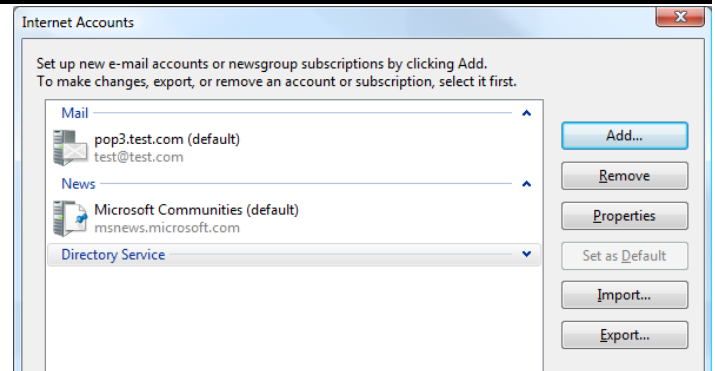 Internet Accounts
Set up new e-mail accounts or newsgroup subscriptions by clicking Add.
To make changes, export, or remove an account or subscription, select it first.
Mail
pop3.test.com (default)
test@test.com
News
Microsoft Communities (default)
msnews.microsoft.com
Directory Service
Add...
Remove
Properties
Set as Default
Import...
Export...